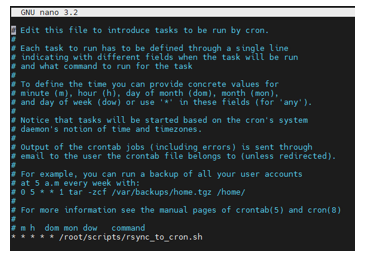 GNU nano 3.2
# Edit this file to introduce tasks to be run by cron.
#
# Each task to run has to be defined through a single line
# indicating with different fields when the task will be run
# and what command to run for the task
#
# To define the time you can provide concrete values for
# minute (m), hour (h), day of month (dom), month (mon),
# and day of week (dow) or use '*' in these fields (for 'any').
#
# Notice that tasks will be started based on the cron's system
# daemon's notion of time and timezones.
#
# Output of the crontab jobs (including errors) is sent through
# email to the user the crontab file belongs to (unless redirected).
#
# For example, you can run a backup of all your user accounts
# at 5 a.m every week with:
# 0 5 * * 1 tar -zcf /var/backups/home.tgz /home/
#
# For more information see the manual pages of crontab(5) and cron(8)
#
# m h  dom mon dow   command
* * * * * /root/scripts/rsync_to_cron.sh